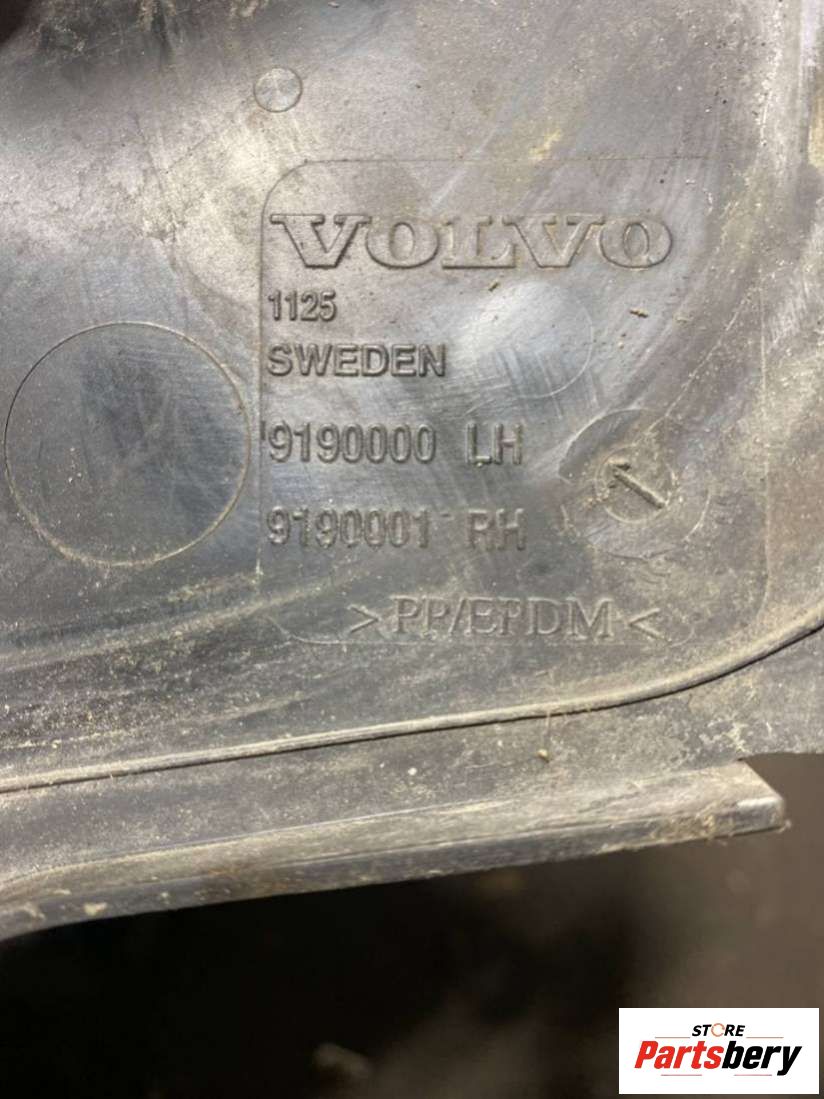 VOLVO
1125
SWEDEN
9190000 LH
9190001 RH
> PP/EPDM <
STORE
Partsbery